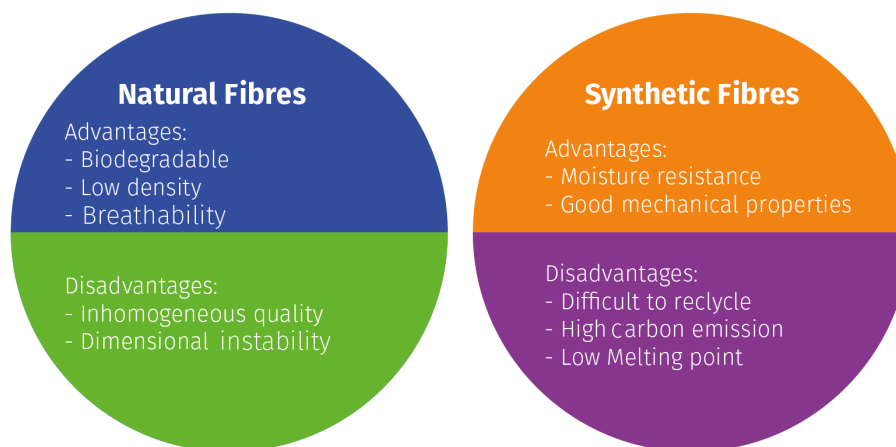 Natural Fibres
Advantages:
- Biodegradable
- Low density
- Breathability
Disadvantages:
- Inhomogeneous quality
- Dimensional instability
Synthetic Fibres
Advantages:
- Moisture resistance
- Good mechanical properties
Disadvantages:
- Difficult to reclycle
- High carbon emission
- Low Melting point